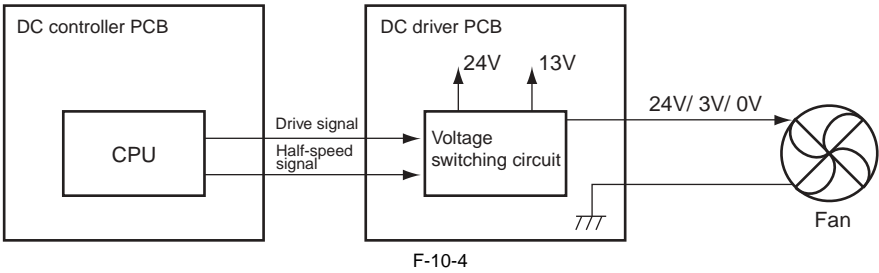 DC controller PCB
DC driver PCB
24V
13V
24V/ 3V/ 0V
Drive signal
Half-speed
signal
CPU
Voltage
switching circuit
Fan
F-10-4